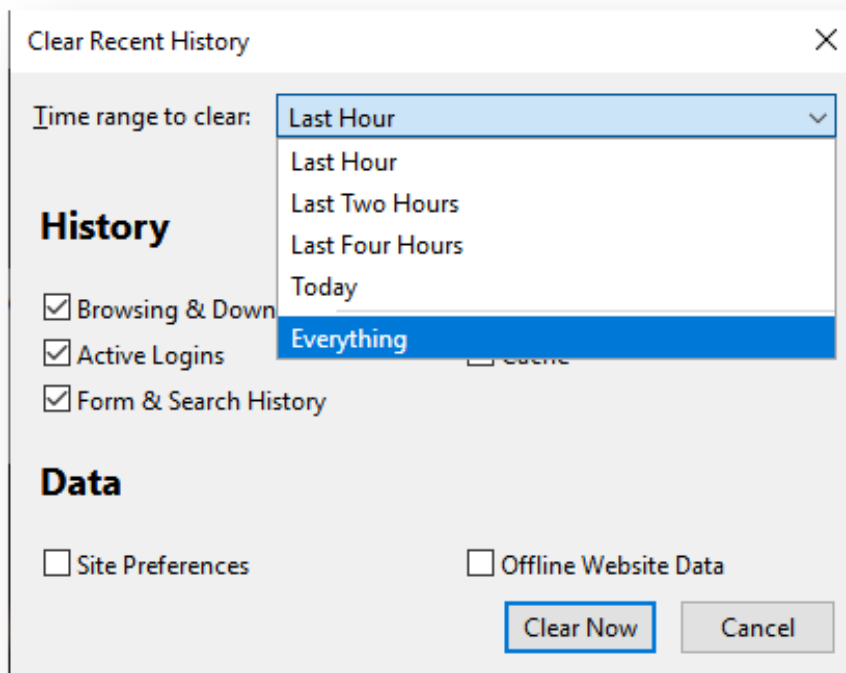 Clear Recent History
Time range to clear: Last Hour
Last Hour
Last Two Hours
Last Four Hours
Today
Everything
History
Browsing & Down
Active Logins
Form & Search History
Data
Site Preferences Offline Website Data
Clear Now Cancel